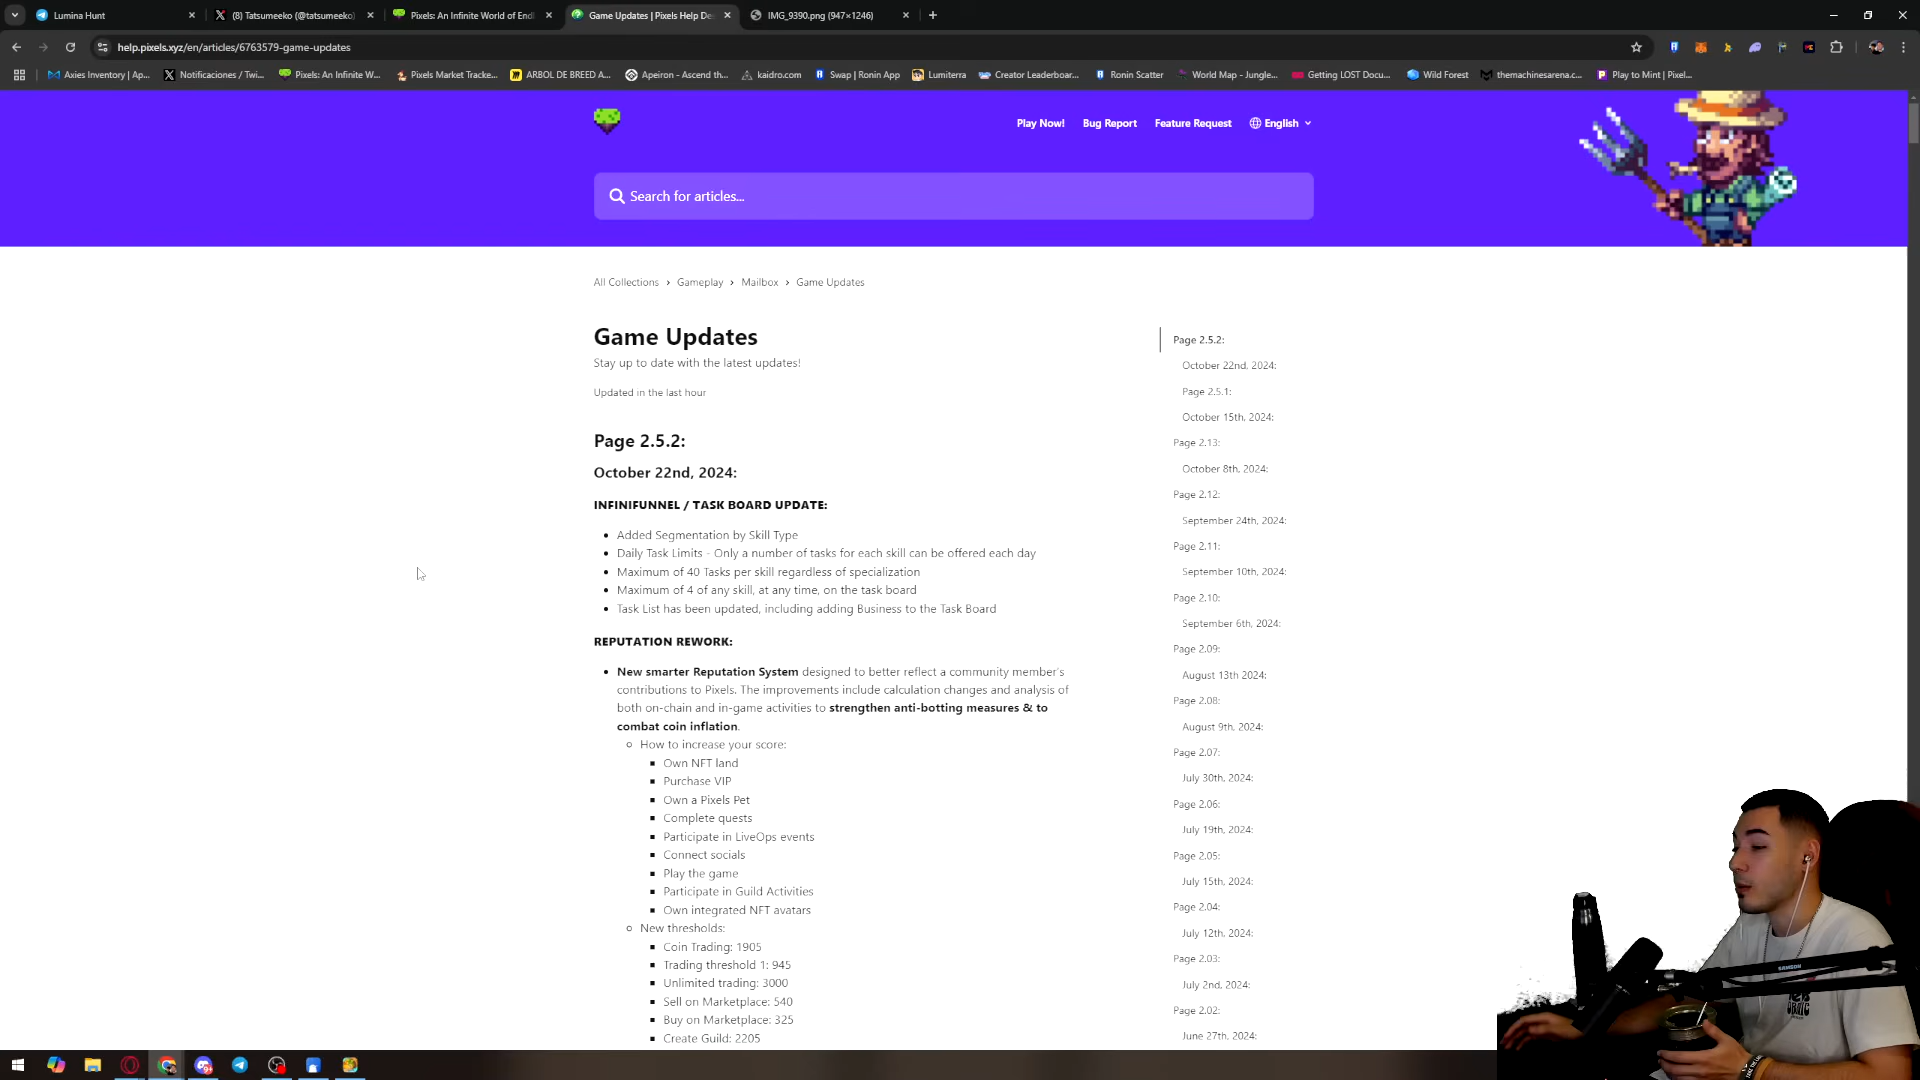 Lumina Hunt
(8) Tatsumeeko (@tatsumeeko)
Pixels: An Infinite World of Endl
Game Updates | Pixels Help De
IMG_9390.png (947×1246)
help.pixels.xyz/en/articles/6763579-game-updates
Axies Inventory | Ap...
Notificaciones / Twi...
Pixels: An Infinite W...
Pixels Market Tracke...
ARBOL DE BREED A...
Apeiron - Ascend th...
kaidro.com
Swap | Ronin App
Lumiterra
Creator Leaderboar...
Ronin Scatter
World Map - Jungle...
Getting LOST Docu...
Wild Forest
themachinesarena.c...
Play to Mint | Pixel...
Play Now!
Bug Report
Feature Request
English
Search for articles...
All Collections > Gameplay > Mailbox > Game Updates
Game Updates
Stay up to date with the latest updates!
Updated in the last hour
Page 2.5.2:
October 22nd, 2024:
INFINIFUNNEL / TASK BOARD UPDATE:
• Added Segmentation by Skill Type
• Daily Task Limits - Only a number of tasks for each skill can be offered each day
• Maximum of 40 Tasks per skill regardless of specialization
• Maximum of 4 of any skill, at any time, on the task board
• Task List has been updated, including adding Business to the Task Board
REPUTATION REWORK:
• New smarter Reputation System designed to better reflect a community member's
contributions to Pixels. The improvements include calculation changes and analysis of
both on-chain and in-game activities to strengthen anti-botting measures & to
combat coin inflation.
How to increase your score:
Own NFT land
Purchase VIP
Own a Pixels Pet
Complete quests
Participate in LiveOps events
Connect socials
Play the game
Participate in Guild Activities
Own integrated NFT avatars
New thresholds:
Coin Trading: 1905
Trading threshold 1: 945
Unlimited trading: 3000
Sell on Marketplace: 540
Buy on Marketplace: 325
Create Guild: 2205
Page 2.5.2:
October 22nd, 2024:
Page 2.5.1:
October 15th, 2024:
Page 2.13:
October 8th, 2024:
Page 2.12:
September 24th, 2024:
Page 2.11:
September 10th, 2024:
Page 2.10:
September 6th, 2024:
Page 2.09:
August 13th 2024:
Page 2.08:
August 9th, 2024:
Page 2.07:
July 30th, 2024:
Page 2.06:
July 19th, 2024:
Page 2.05:
July 15th, 2024:
Page 2.04:
July 12th, 2024:
Page 2.03:
July 2nd, 2024:
Page 2.02:
June 27th, 2024:
SAMSON